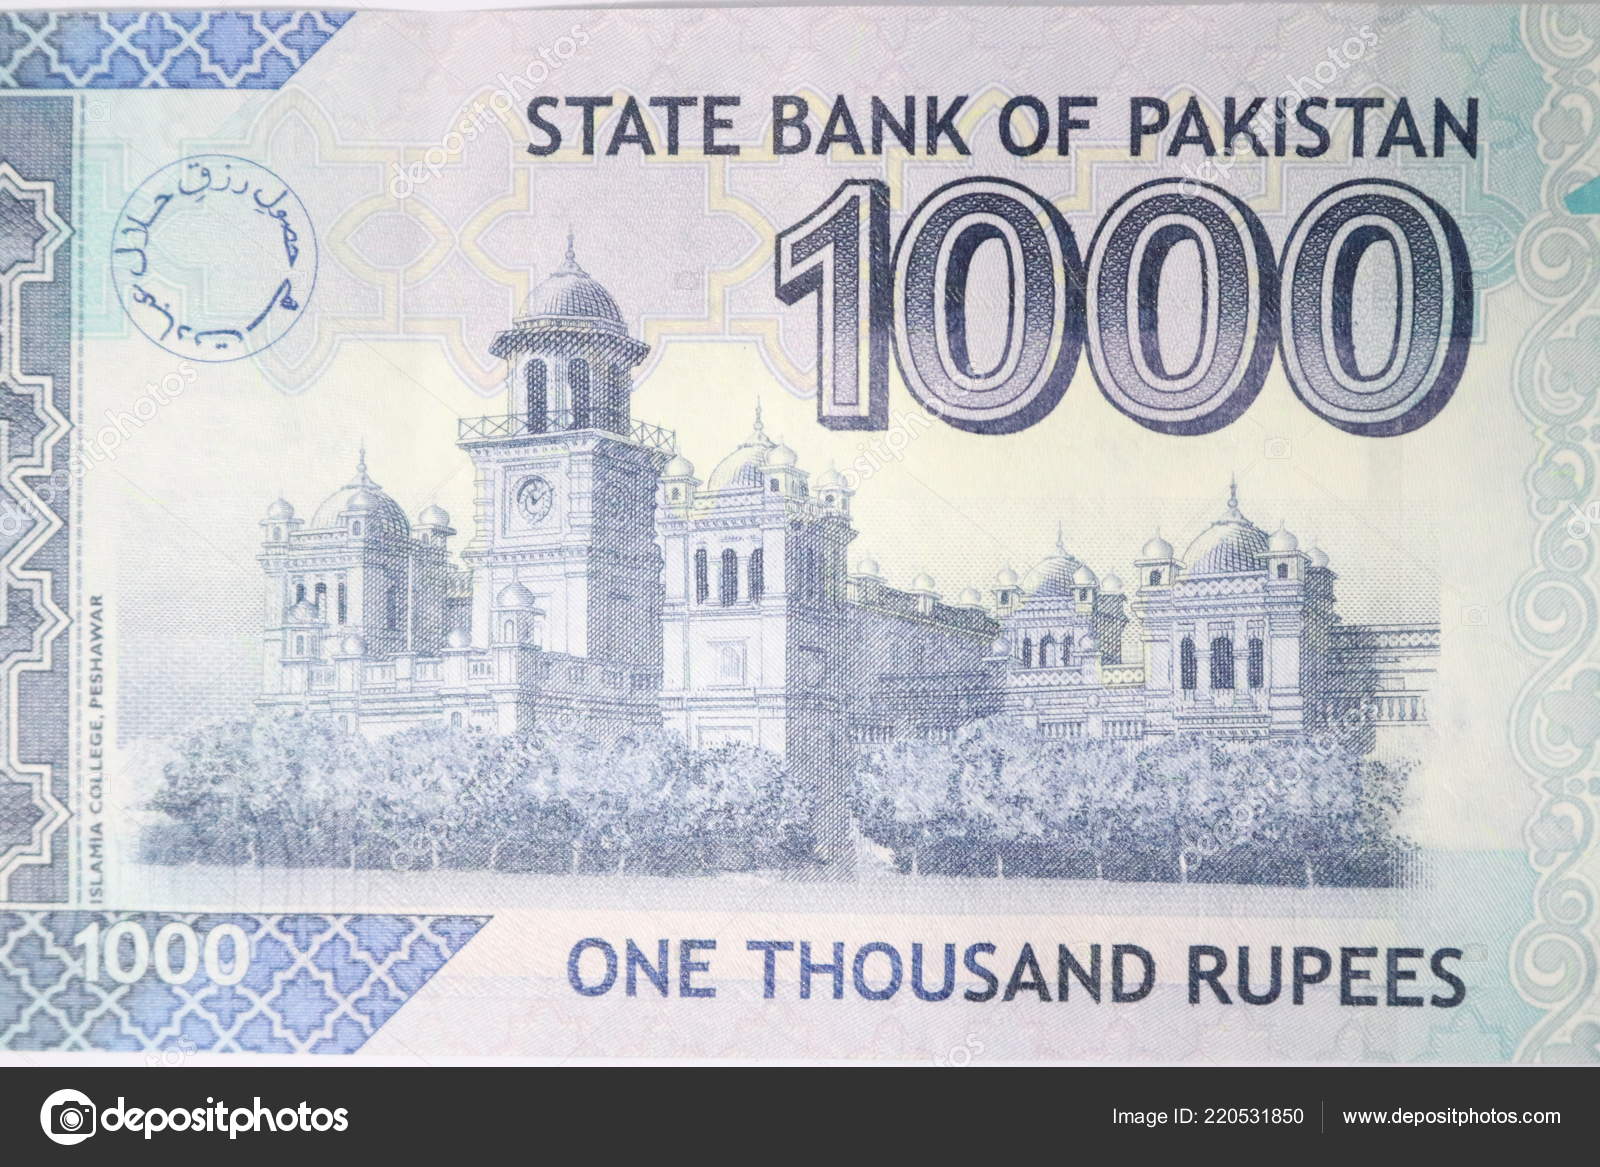 STATE BANK OF PAKISTAN
حصولِ رزقِ حلال عبادت ہے
1000
ISLAMIA COLLEGE, PESHAWAR
1000
ONE THOUSAND RUPEES
depositphotos
Image ID: 220531850
www.depositphotos.com